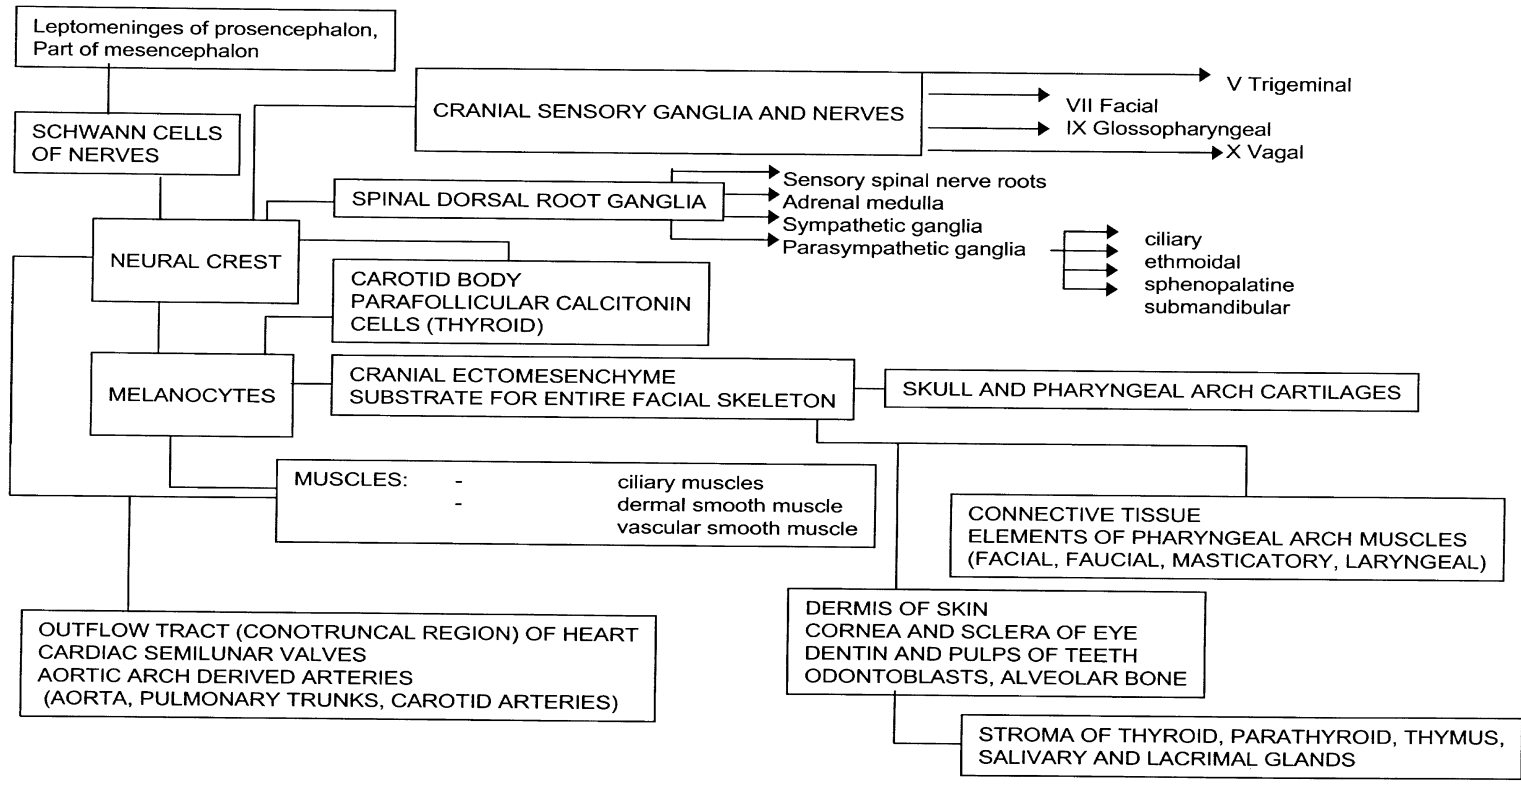 Leptomeninges of prosencephalon,
Part of mesencephalon
CRANIAL SENSORY GANGLIA AND NERVES
V Trigeminal
VII Facial
IX Glossopharyngeal
X Vagal
SCHWANN CELLS
OF NERVES
SPINAL DORSAL ROOT GANGLIA
Sensory spinal nerve roots
Adrenal medulla
Sympathetic ganglia
Parasympathetic ganglia
ciliary
ethmoidal
sphenopalatine
submandibular
NEURAL CREST
CAROTID BODY
PARAFOLLICULAR CALCITONIN
CELLS (THYROID)
MELANOCYTES
CRANIAL ECTOMESENCHYME
SUBSTRATE FOR ENTIRE FACIAL SKELETON
SKULL AND PHARYNGEAL ARCH CARTILAGES
MUSCLES: - ciliary muscles
- dermal smooth muscle
vascular smooth muscle
CONNECTIVE TISSUE
ELEMENTS OF PHARYNGEAL ARCH MUSCLES
(FACIAL, FAUCIAL, MASTICATORY, LARYNGEAL)
OUTFLOW TRACT (CONOTRUNCAL REGION) OF HEART
CARDIAC SEMILUNAR VALVES
AORTIC ARCH DERIVED ARTERIES
(AORTA, PULMONARY TRUNKS, CAROTID ARTERIES)
DERMIS OF SKIN
CORNEA AND SCLERA OF EYE
DENTIN AND PULPS OF TEETH
ODONTOBLASTS, ALVEOLAR BONE
STROMA OF THYROID, PARATHYROID, THYMUS,
SALIVARY AND LACRIMAL GLANDS